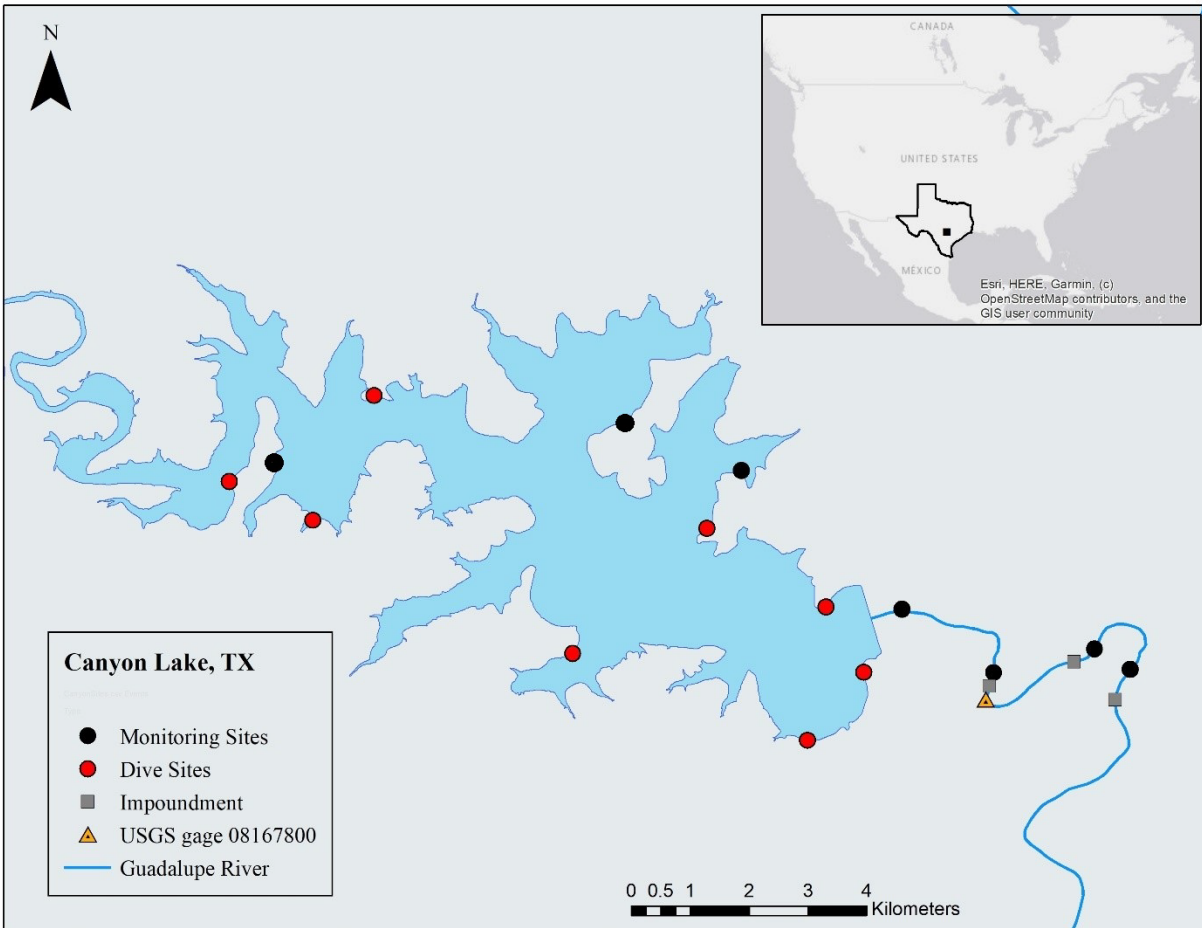 N
CANADA
UNITED STATES
MÉXICO
Esri, HERE, Garmin, (c)
OpenStreetMap contributors, and the
GIS user community
Canyon Lake, TX
Monitoring Sites
Dive Sites
Impoundment
USGS gage 08167800
Guadalupe River
0 0.5 1 2 3 4
Kilometers